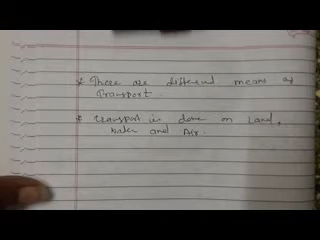 * There are different means of
Transport.
* Transport is done on Land,
Water and Air.